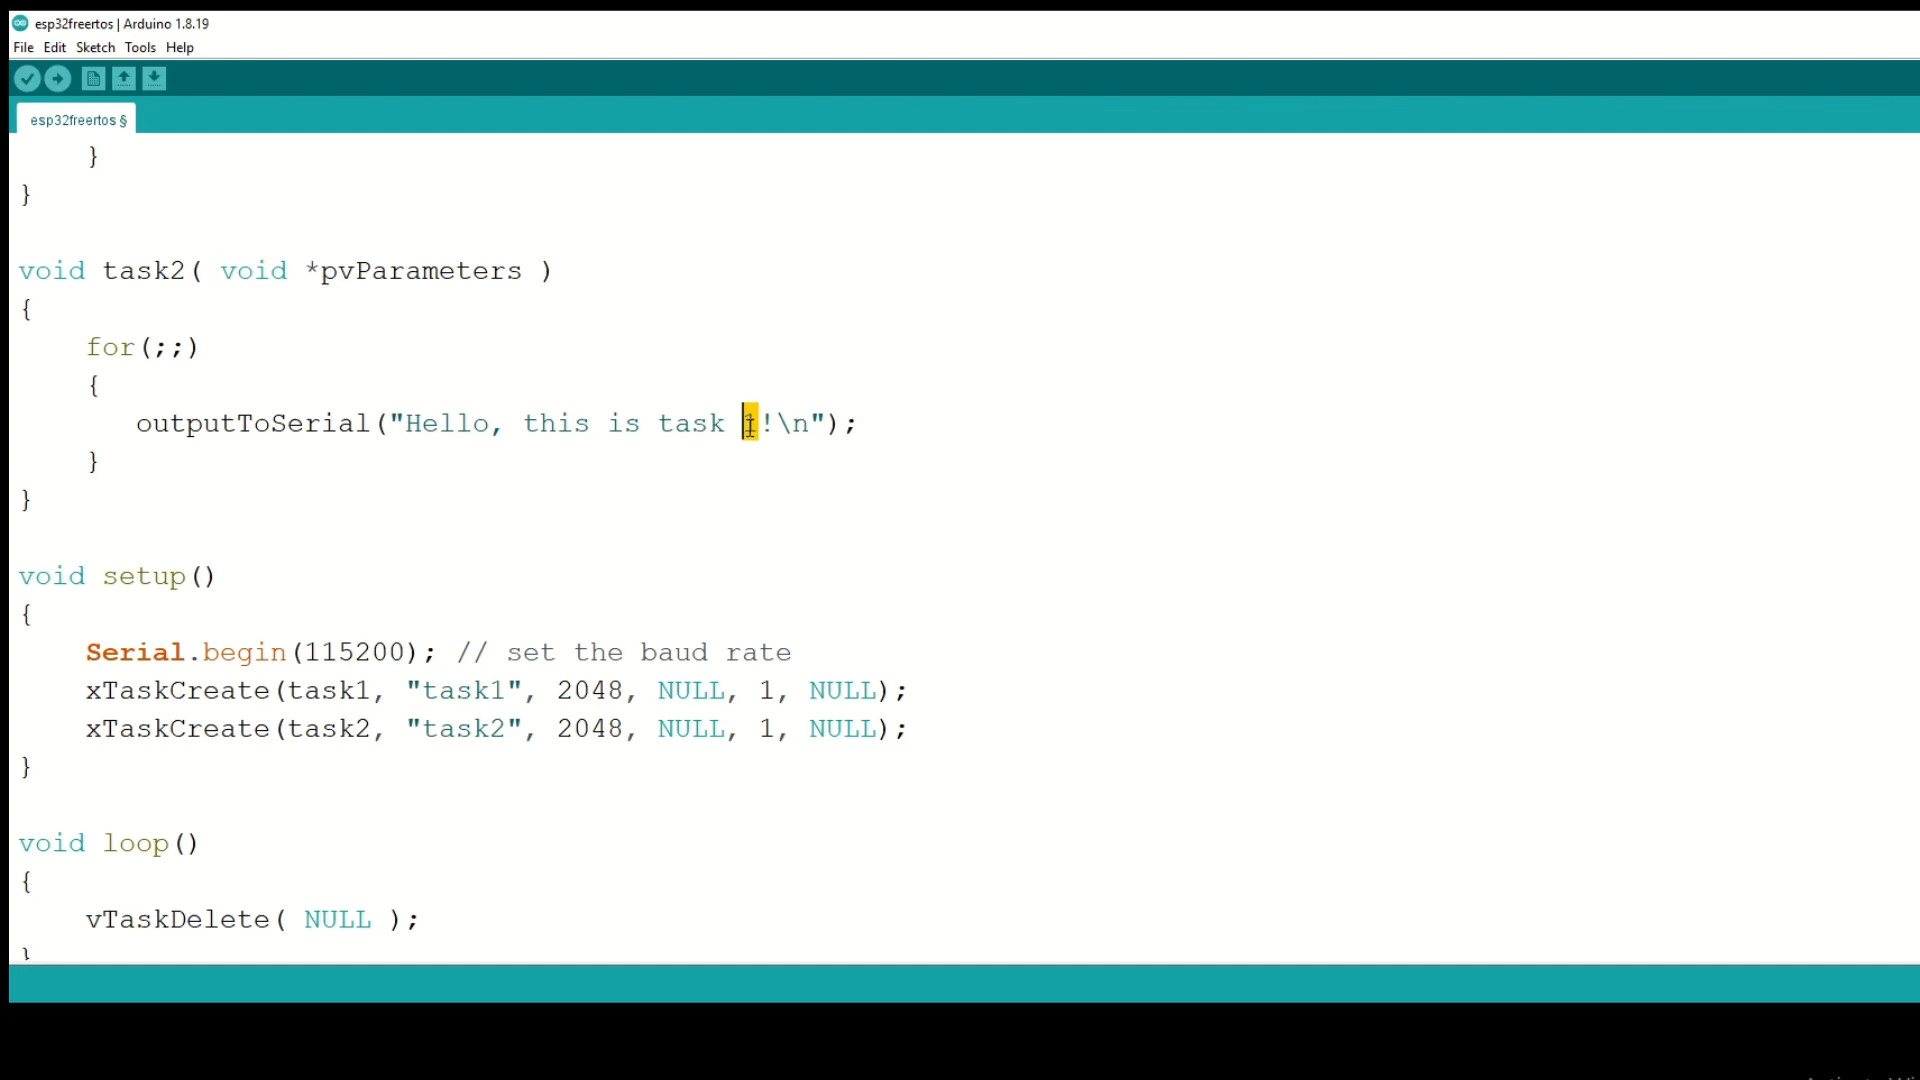 esp32freertos | Arduino 1.8.19
File Edit Sketch Tools Help
esp32freertos §
}
}
void task2( void *pvParameters )
{
for(;;)
{
outputToSerial("Hello, this is task 1!\n");
}
}
void setup()
{
Serial.begin(115200); // set the baud rate
xTaskCreate(task1, "task1", 2048, NULL, 1, NULL);
xTaskCreate(task2, "task2", 2048, NULL, 1, NULL);
}
void loop()
{
vTaskDelete( NULL );
}